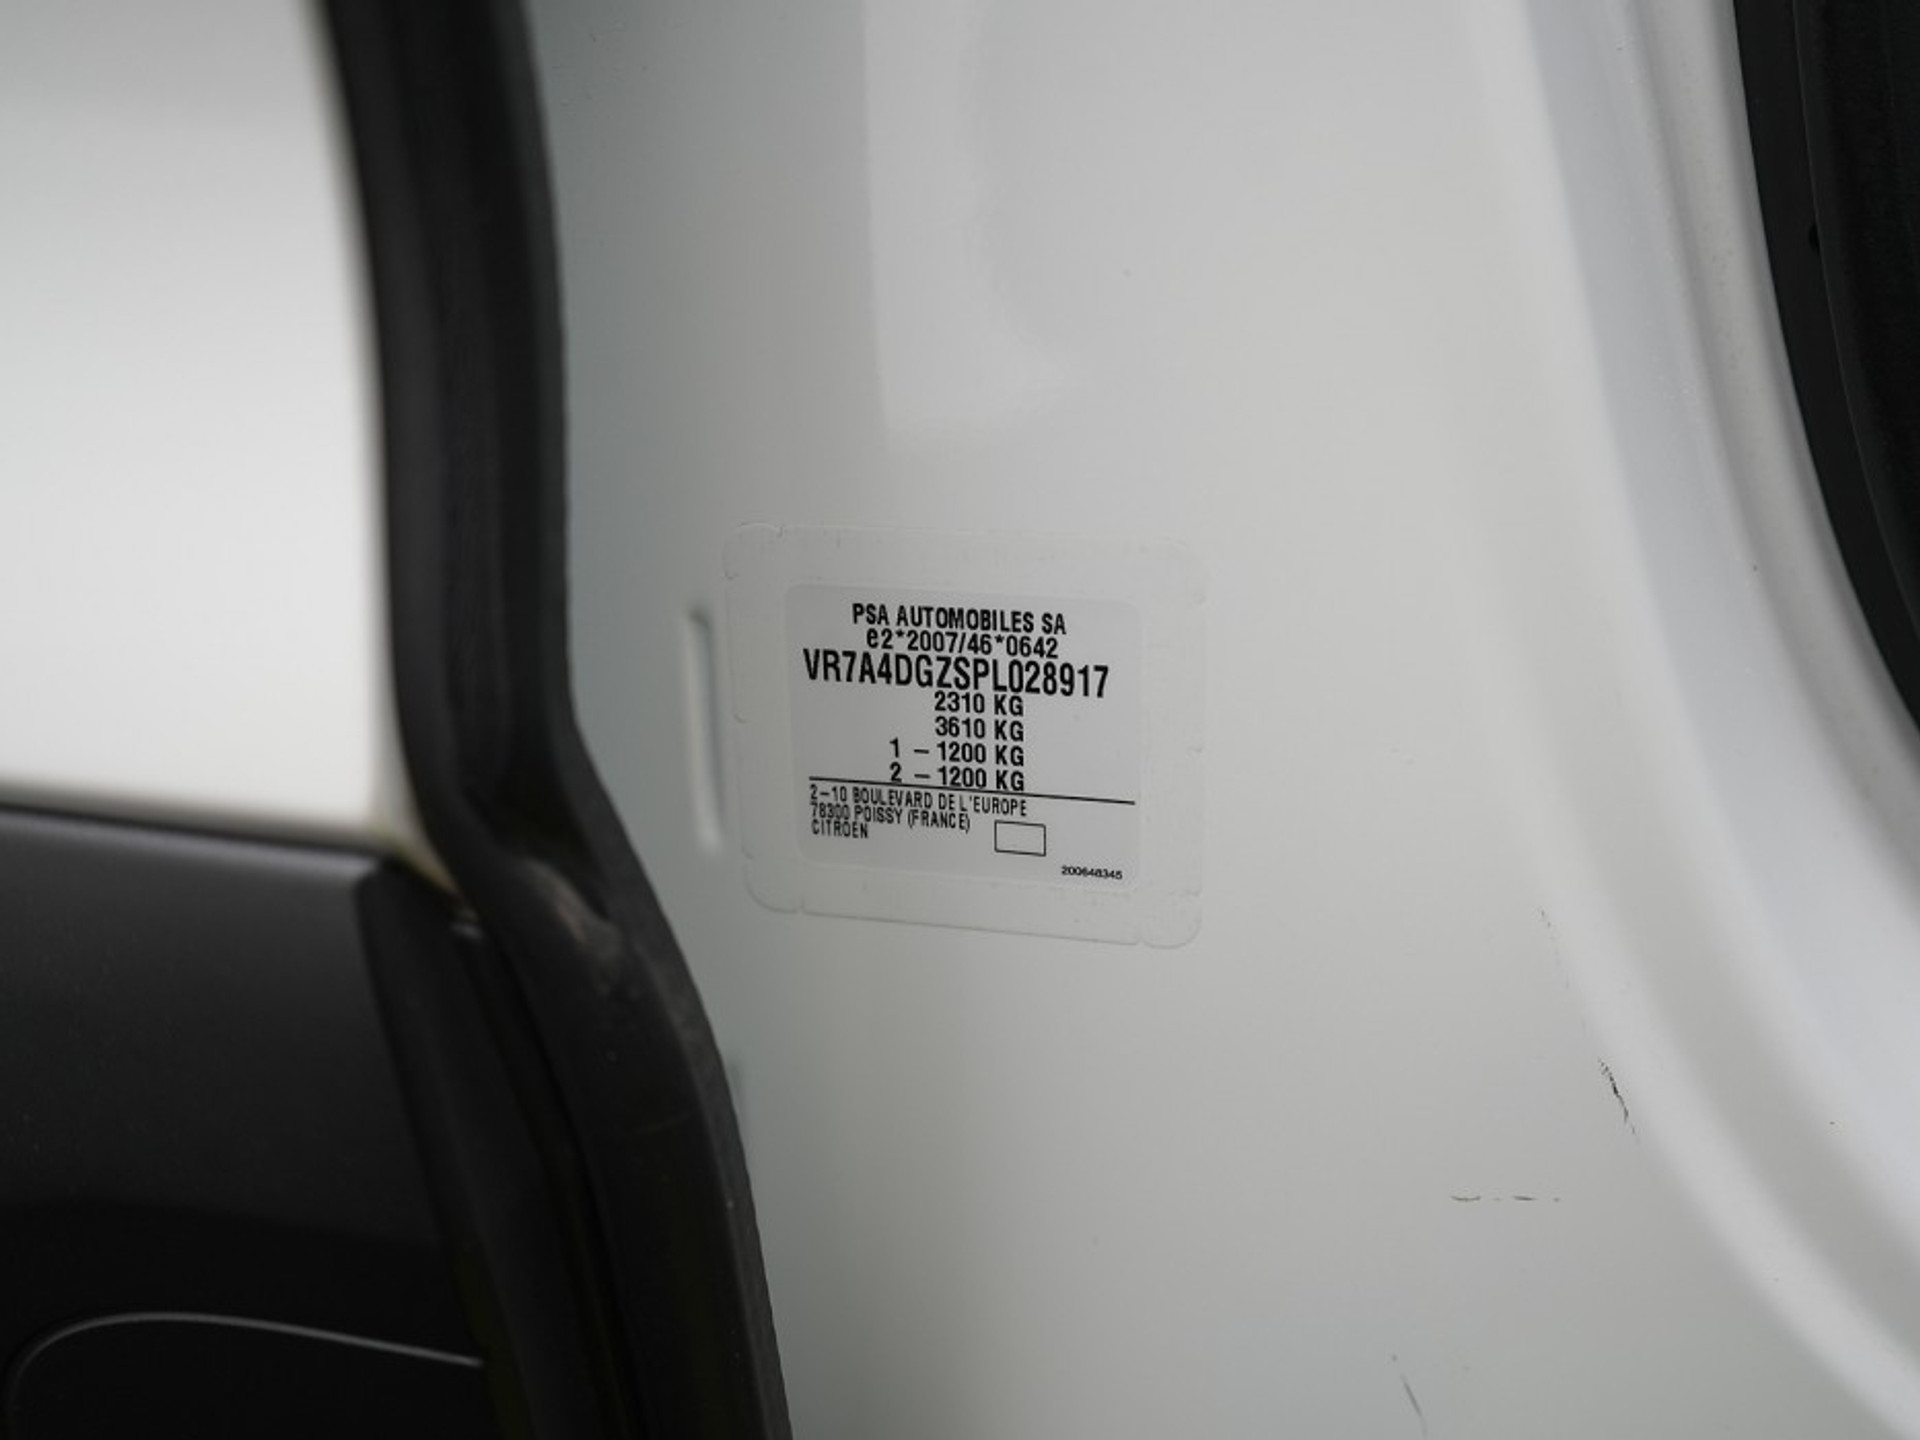 PSA AUTOMOBILES SA
e2*2007/46*0642
VR7A4DGZSPL028917
2310 KG
3610 KG
1 – 1200 KG
2 – 1200 KG
2–10 BOULEVARD DE L'EUROPE
78300 POISSY (FRANCE)
CITROEN
200648345